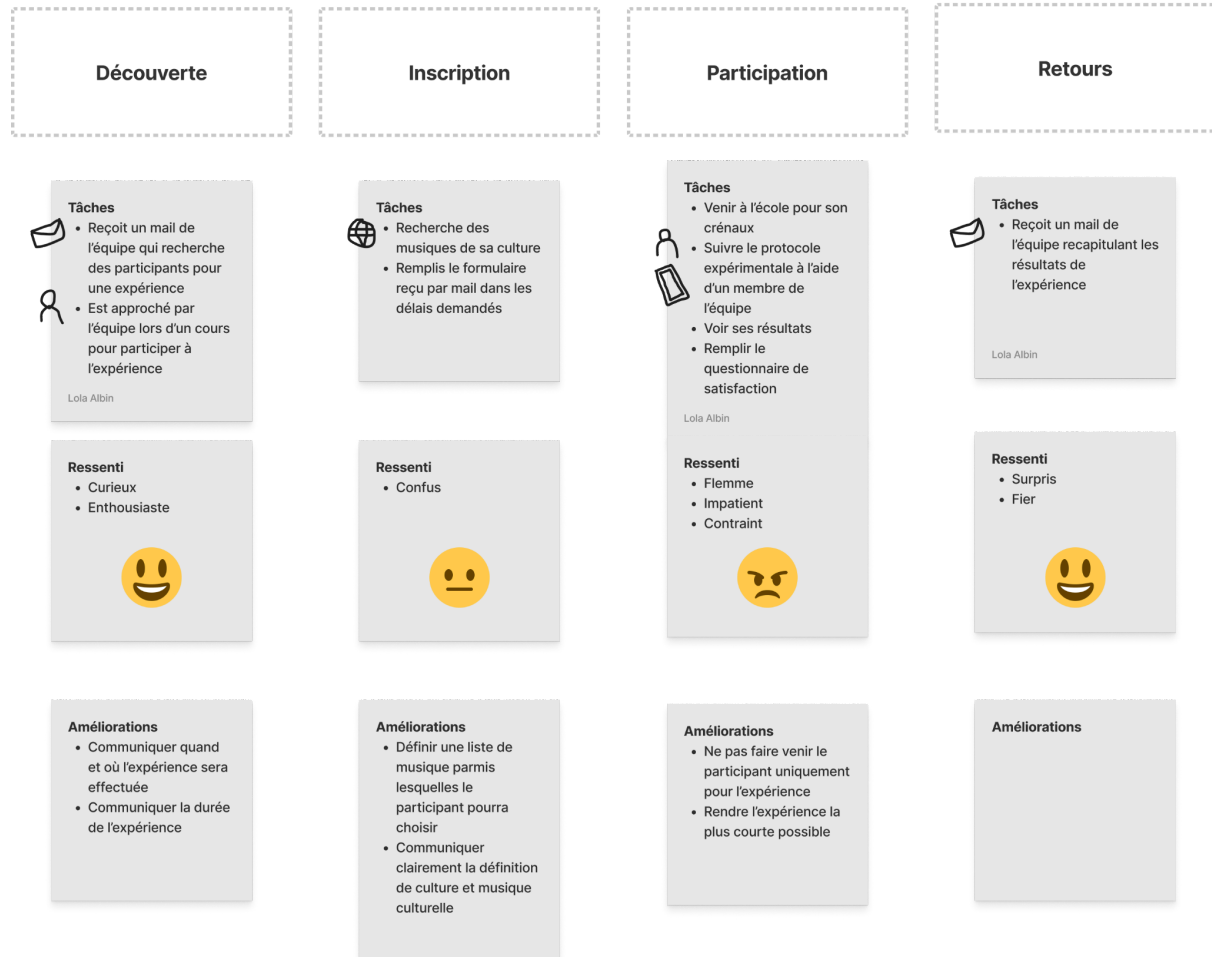 Découverte
Inscription
Participation
Retours
Tâches
• Reçoit un mail de
l'équipe qui recherche
des participants pour
une expérience
• Est approché par
l'équipe lors d'un cours
pour participer à
l'expérience
Lola Albin
Tâches
• Recherche des
musiques de sa culture
• Remplis le formulaire
reçu par mail dans les
délais demandés
Tâches
• Venir à l'école pour son
crénaux
• Suivre le protocole
expérimentale à l'aide
d'un membre de
l'équipe
• Voir ses résultats
• Remplir le
questionnaire de
satisfaction
Lola Albin
Tâches
• Reçoit un mail de
l'équipe recapitulant les
résultats de
l'expérience
Lola Albin
Ressenti
• Curieux
• Enthousiaste
Ressenti
• Confus
Ressenti
• Flemme
• Impatient
• Contraint
Ressenti
• Surpris
• Fier
Améliorations
• Communiquer quand
et où l'expérience sera
effectuée
• Communiquer la durée
de l'expérience
Améliorations
• Définir une liste de
musique parmis
lesquelles le
participant pourra
choisir
• Communiquer
clairement la définition
de culture et musique
culturelle
Améliorations
• Ne pas faire venir le
participant uniquement
pour l'expérience
• Rendre l'expérience la
plus courte possible
Améliorations